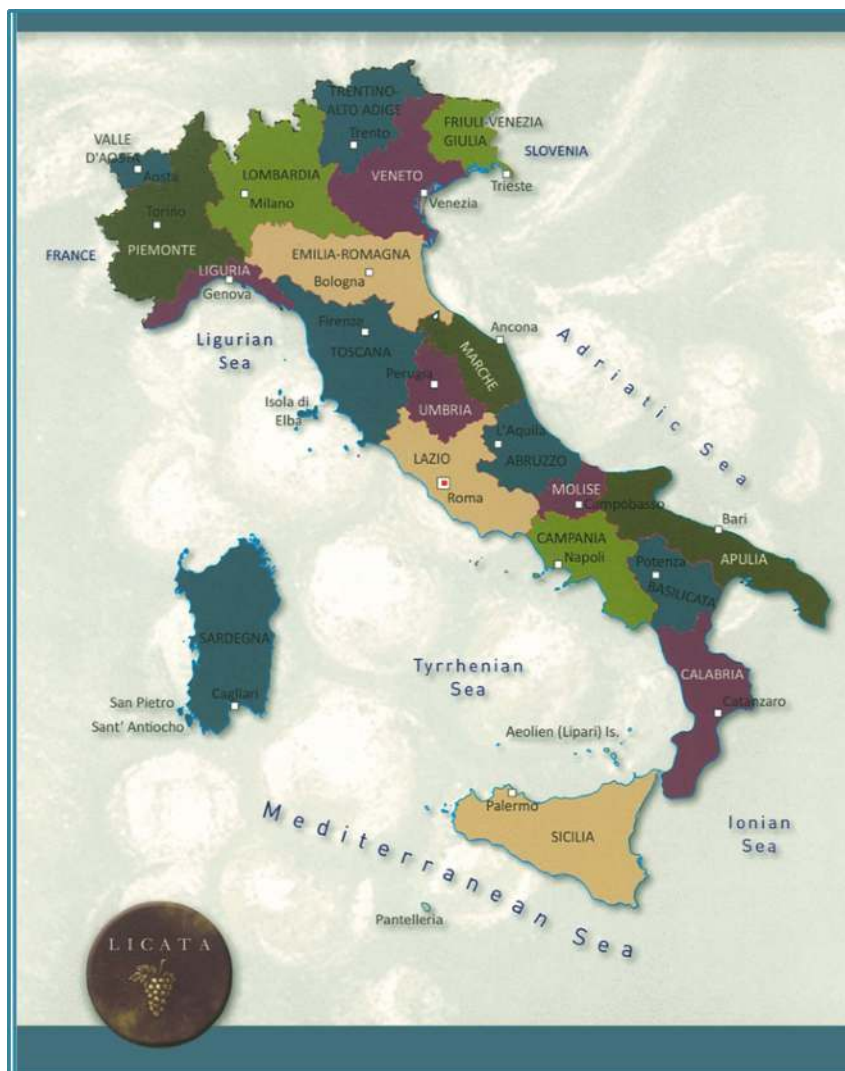 TRENTINO-
ALTO ADIGE
Trento
FRIULI-VENEZIA
GIULIA
SLOVENIA
Trieste
VALLE
D'AOSTA
Aosta
LOMBARDIA
Milano
VENETO
Venezia
Torino
PIEMONTE
FRANCE
LIGURIA
Genova
EMILIA-ROMAGNA
Bologna
Ligurian
Sea
Firenze
TOSCANA
Ancona
MARCHE
Adriatic Sea
Perugia
UMBRIA
Isola di
Elba
L'Aquila
ABRUZZO
LAZIO
Roma
MOLISE
Campobasso
Bari
APULIA
CAMPANIA
Napoli
Potenza
BASILICATA
SARDEGNA
Cagliari
San Pietro
Sant' Antiocho
Tyrrhenian
Sea
CALABRIA
Catanzaro
Aeolien (Lipari) Is.
Palermo
SICILIA
Ionian
Sea
Mediterranean Sea
Pantelleria
LICATA